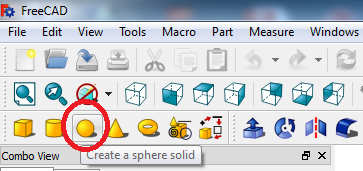 FreeCAD
File Edit View Tools Macro Part Measure Windows
Create a sphere solid
Combo View